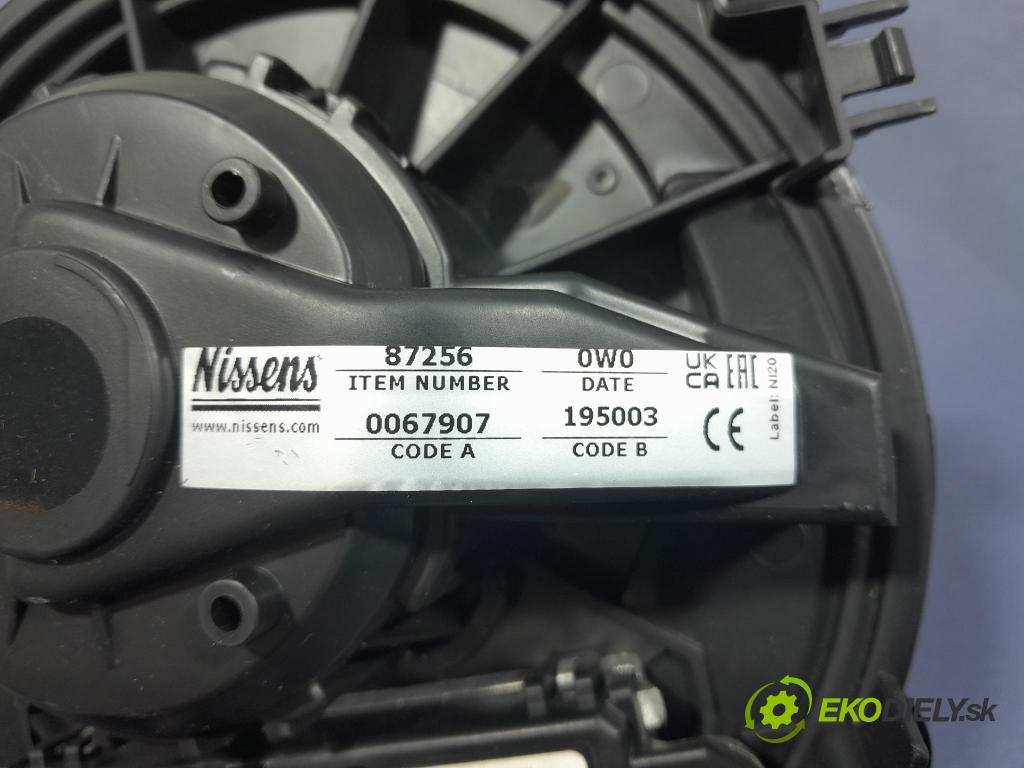 Nissens
www.nissens.com
87256
ITEM NUMBER
0067907
CODE A
0W0
DATE
195003
CODE B
UK
CA
EAC
CE
Label: NI20
EKODIELY.sk